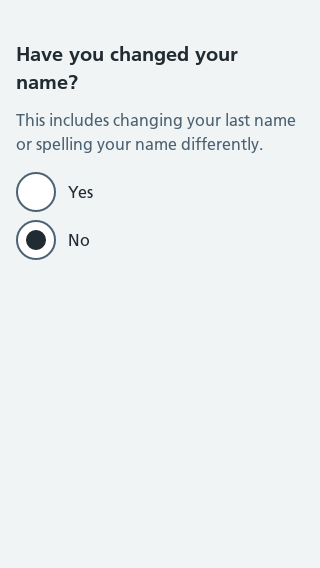 Have you changed your
name?
This includes changing your last name
or spelling your name differently.
Yes
No